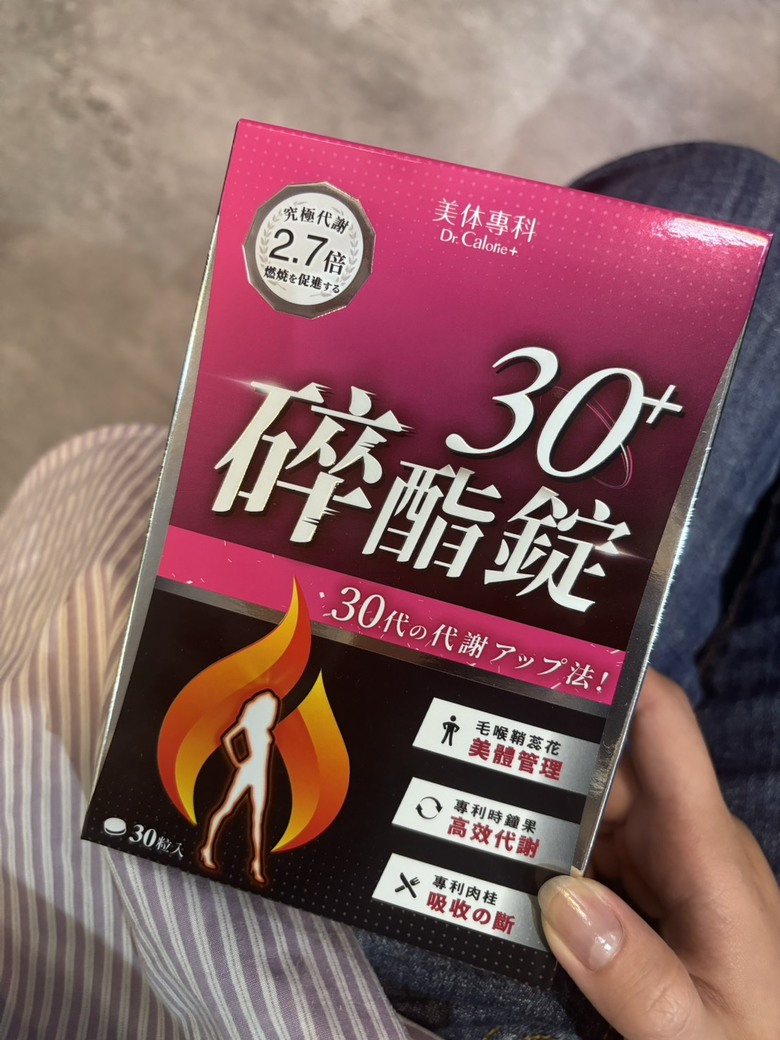 究極代謝
2.7倍
燃焼を促進する
美体專科
Dr. Calorie+
30+
碎酯錠
30代の代謝アップ法!
毛喉鞘蕊花
美體管理
專利時鐘果
高效代謝
專利肉桂
吸收の斷
30粒入